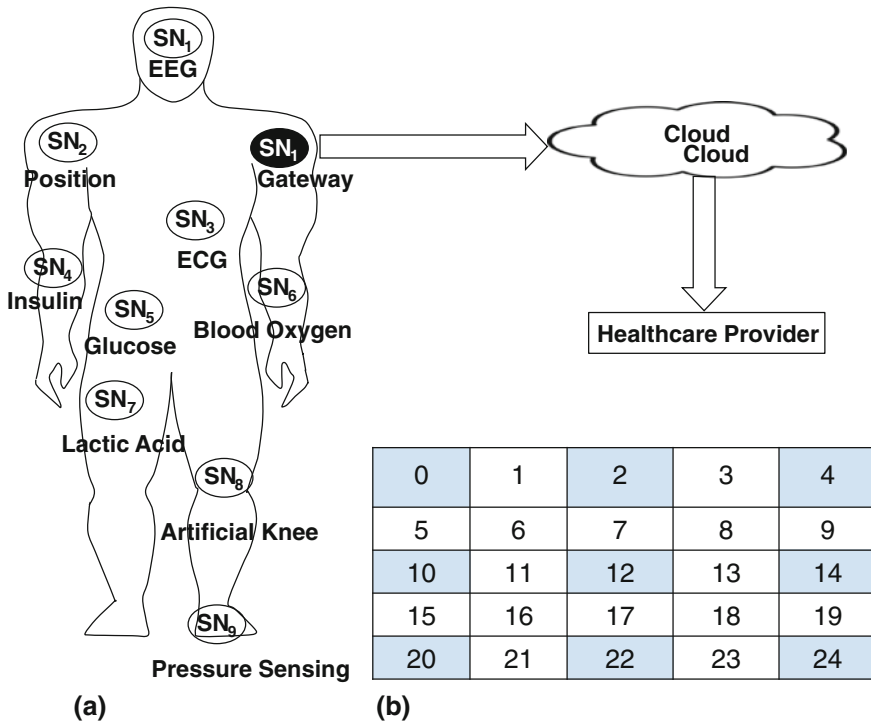 SN1
EEG
SN2
Position
SN1
Gateway
Cloud
Cloud
SN3
ECG
SN4
Insulin
SN5
Glucose
SN6
Blood Oxygen
Healthcare Provider
SN7
Lactic Acid
SN8
Artificial Knee
SN9
Pressure Sensing
(a)
0 1 2 3 4
5 6 7 8 9
10 11 12 13 14
15 16 17 18 19
20 21 22 23 24
(b)